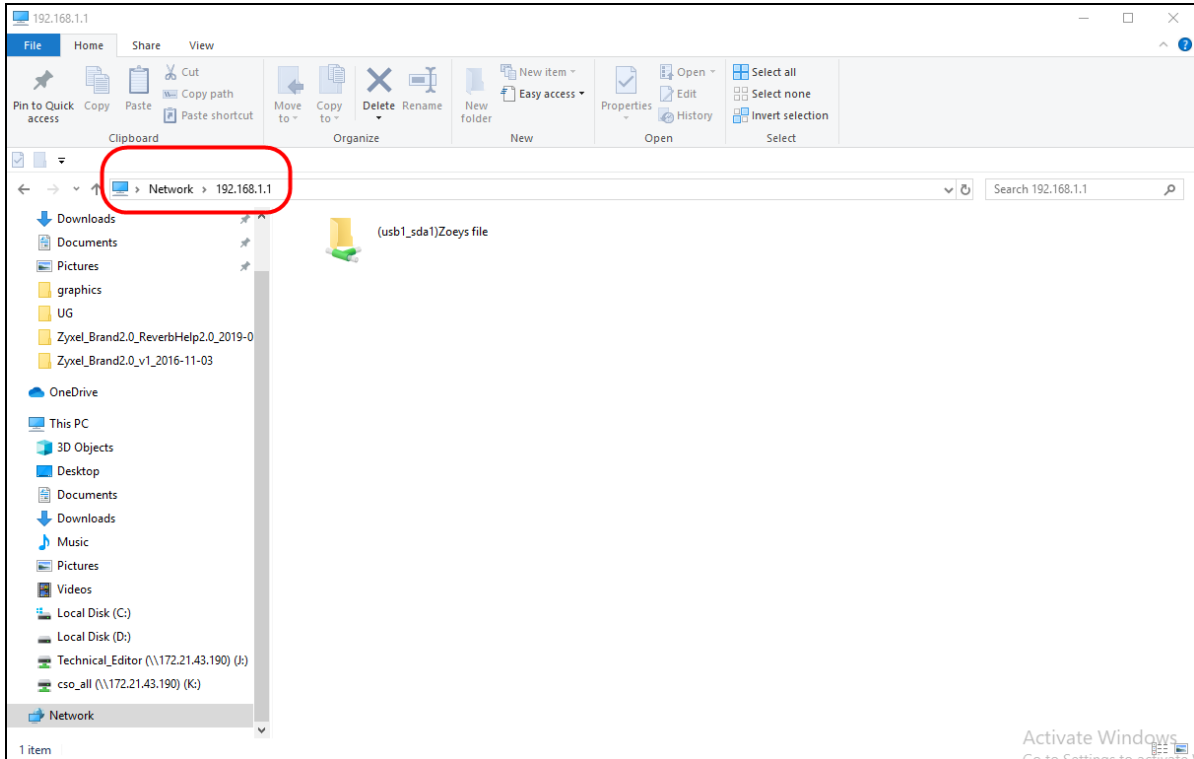 192.168.1.1
File Home Share View
Pin to Quick access
Copy
Paste
Cut
Copy path
Paste shortcut
Clipboard
Move to
Copy to
Delete
Rename
Organize
New folder
New item
Easy access
New
Properties
Open
Edit
History
Open
Select all
Select none
Invert selection
Select
Network > 192.168.1.1
Search 192.168.1.1
Downloads
Documents
Pictures
graphics
UG
Zyxel_Brand2.0_ReverbHelp2.0_2019-0
Zyxel_Brand2.0_v1_2016-11-03
OneDrive
This PC
3D Objects
Desktop
Documents
Downloads
Music
Pictures
Videos
Local Disk (C:)
Local Disk (D:)
Technical_Editor (\\172.21.43.190) (J:)
cso_all (\\172.21.43.190) (K:)
Network
(usb1_sda1)Zoeys file
1 item
Activate Windows
Go to Settings to activate